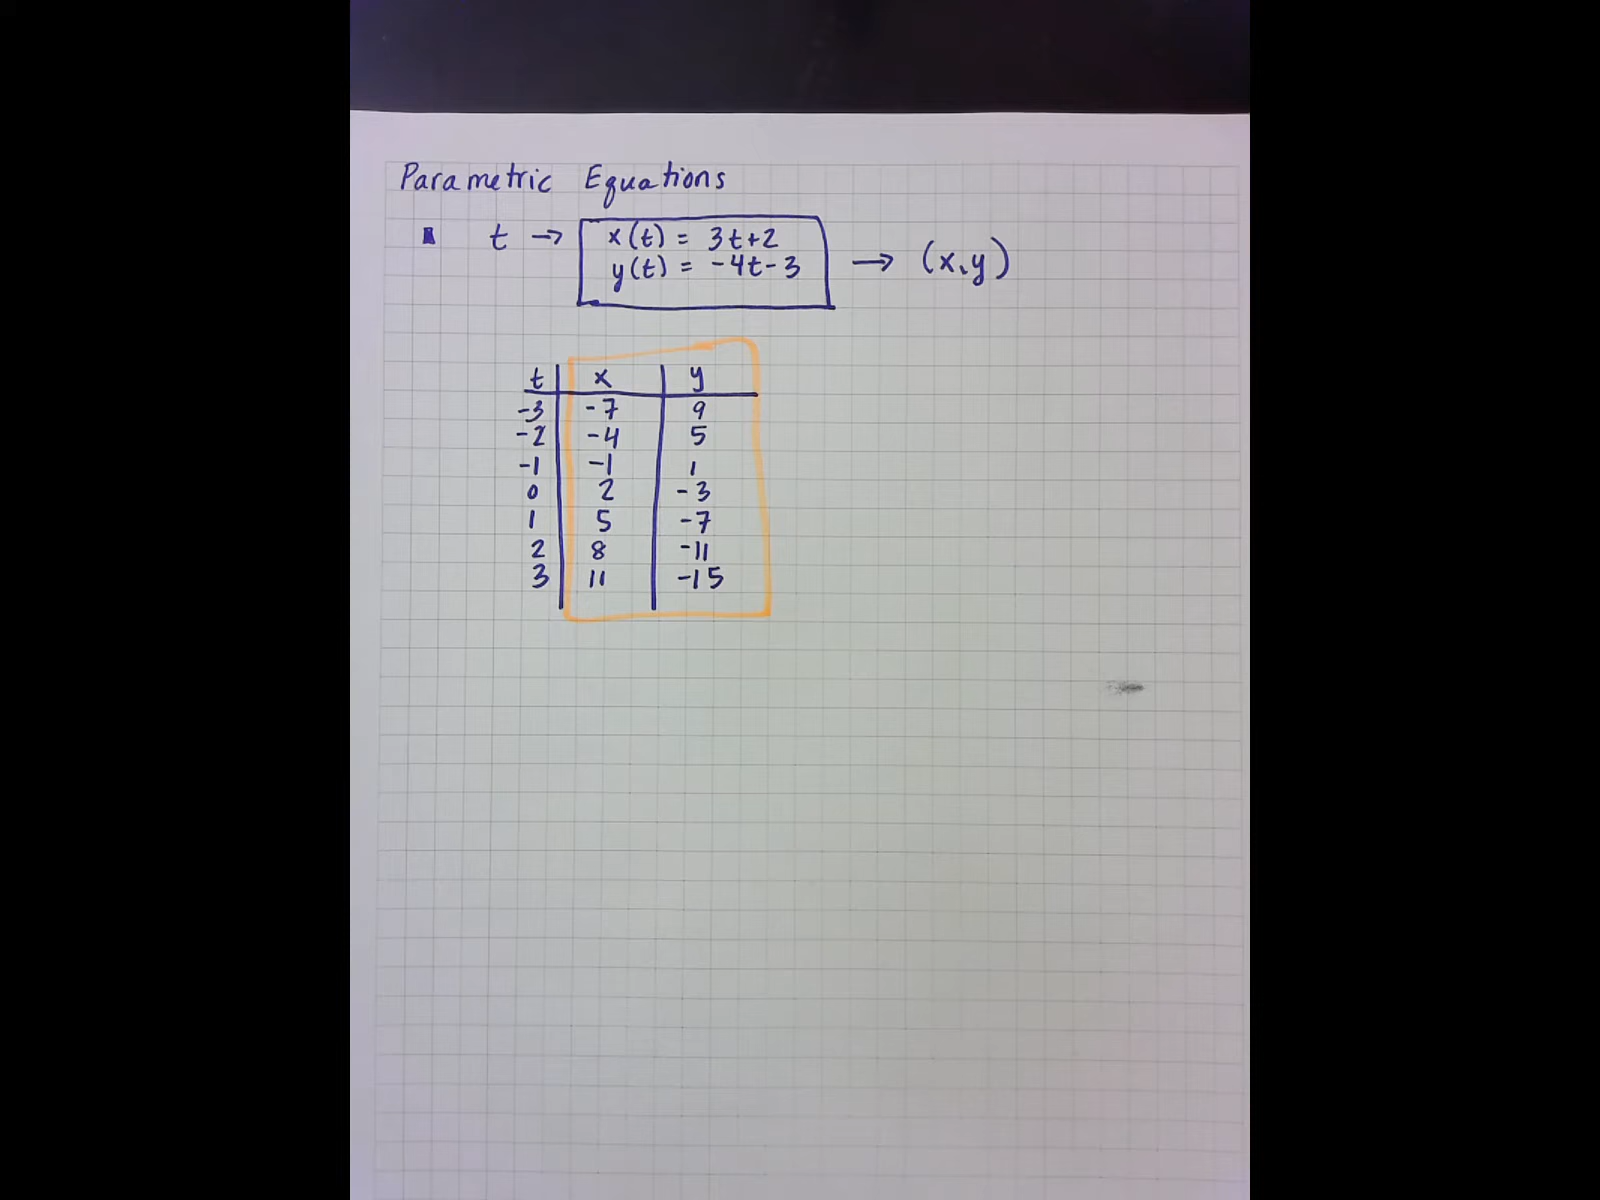 Parametric Equations
t → x(t) = 3t+2
y(t) = -4t-3 → (x,y)
t x y
-3 -7 9
-2 -4 5
-1 -1 1
0 2 -3
1 5 -7
2 8 -11
3 11 -15